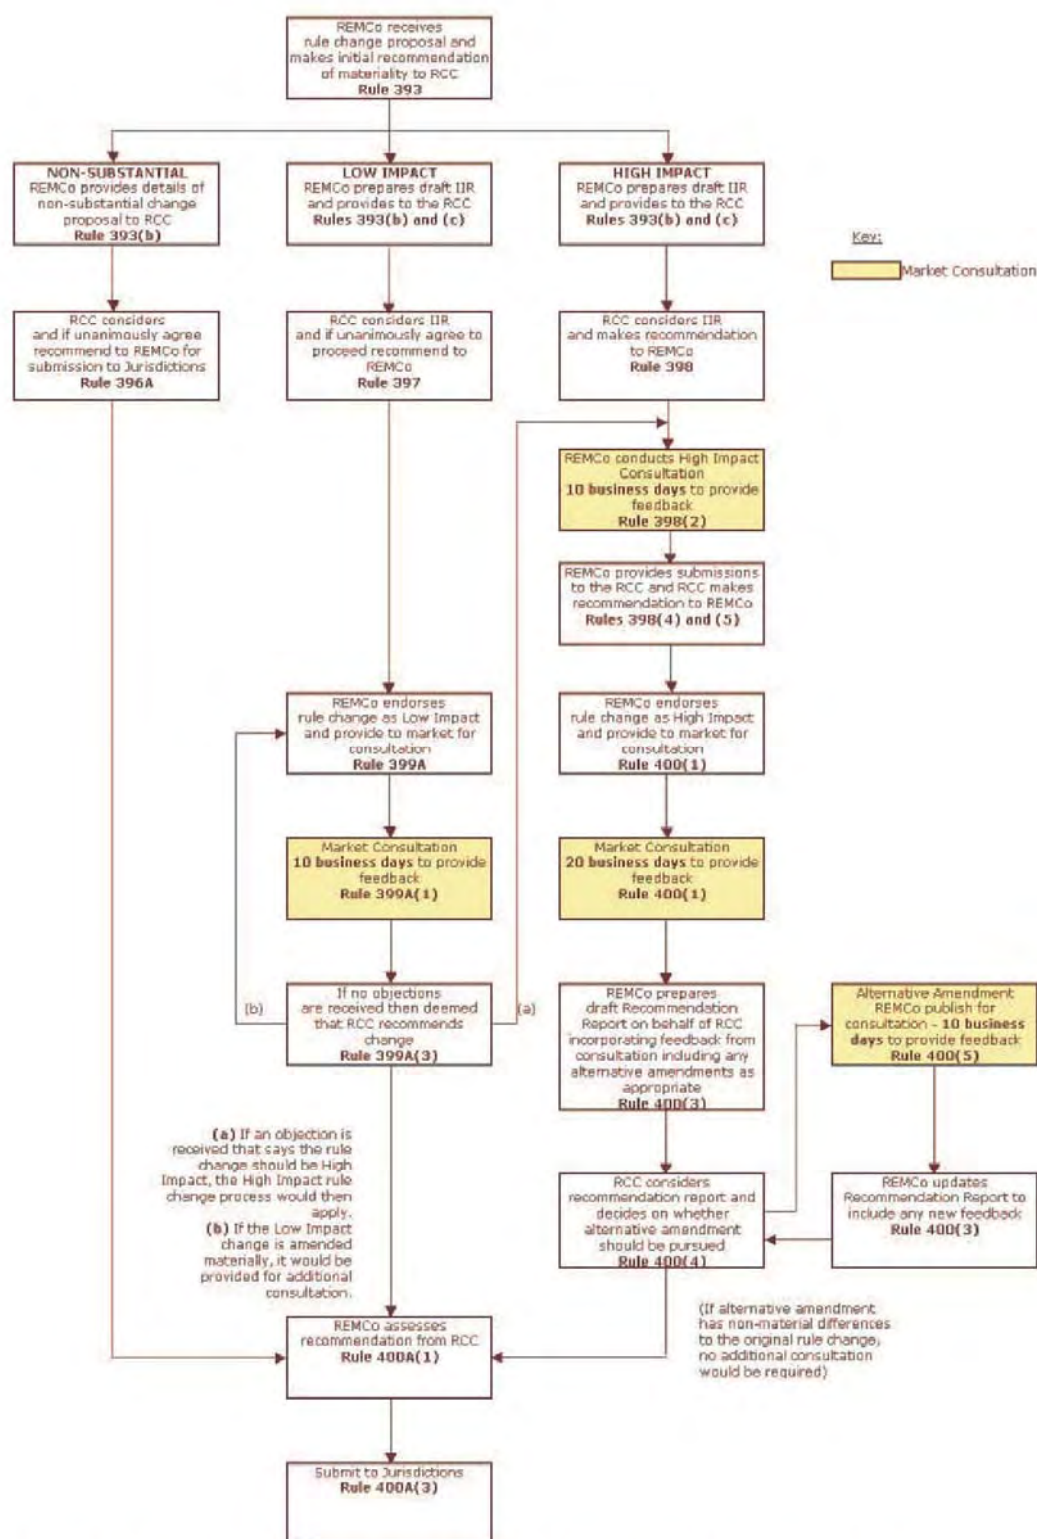 REMCo receives
rule change proposal and
makes initial recommendation
of materiality to RCC
Rule 393
NON-SUBSTANTIAL
REMCo provides details of
non-substantial change
proposal to RCC
Rule 393(b)
LOW IMPACT
REMCo prepares draft IIR
and provides to the RCC
Rules 393(b) and (c)
HIGH IMPACT
REMCo prepares draft IIR
and provides to the RCC
Rules 393(b) and (c)
Key:
Market Consultation
RCC considers
and if unanimously agree
recommend to REMCo for
submission to Jurisdictions
Rule 396A
RCC considers IIR
and if unanimously agree to
proceed recommend to
REMCo
Rule 397
RCC considers IIR
and makes recommendation
to REMCo
Rule 398
REMCo conducts High Impact
Consultation
10 business days to provide
feedback
Rule 398(2)
REMCo provides submissions
to the RCC and RCC makes
recommendation to REMCo
Rules 398(4) and (5)
REMCo endorses
rule change as Low Impact
and provide to market for
consultation
Rule 399A
REMCo endorses
rule change as High Impact
and provide to market for
consultation
Rule 400(1)
Market Consultation
10 business days to provide
feedback
Rule 399A(1)
Market Consultation
20 business days to provide
feedback
Rule 400(1)
(b)
If no objections
are received then deemed
that RCC recommends
change
Rule 399A(3)
(a)
REMCo prepares
draft Recommendation
Report on behalf of RCC
incorporating feedback from
consultation including any
alternative amendments as
appropriate
Rule 400(3)
Alternative Amendment
REMCo publish for
consultation - 10 business
days to provide feedback
Rule 400(5)
(a) If an objection is
received that says the rule
change should be High
Impact, the High Impact rule
change process would then
apply.
(b) If the Low Impact
change is amended
materially, it would be
provided for additional
consultation.
RCC considers
recommendation report and
decides on whether
alternative amendment
should be pursued
Rule 400(4)
REMCo updates
Recommendation Report to
include any new feedback
Rule 400(3)
(If alternative amendment
has non-material differences
to the original rule change,
no additional consultation
would be required)
REMCo assesses
recommendation from RCC
Rule 400A(1)
Submit to Jurisdictions
Rule 400A(3)